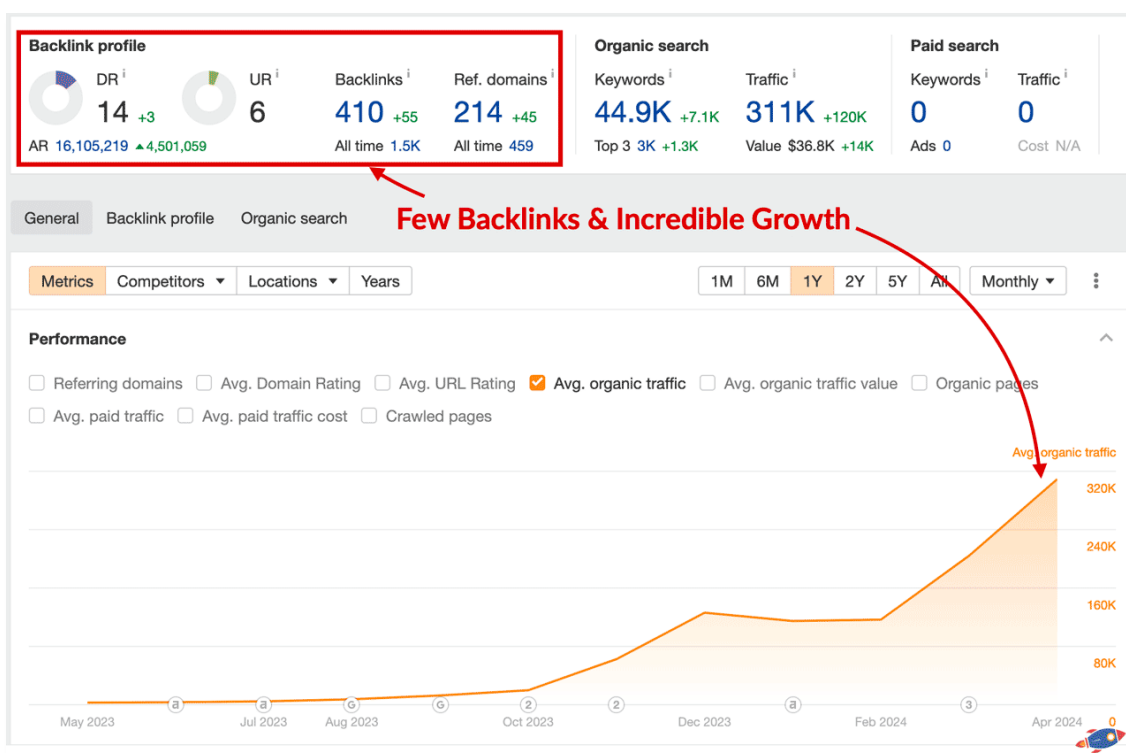 Backlink profile
Organic search
Paid search
DR i
UR i
Backlinks i
Ref. domains i
Keywords i
Traffic i
Keywords i
Traffic i
14 +3
6
410 +55
214 +45
44.9K +7.1K
311K +120K
0
0
AR 16,105,219 ▲4,501,059
All time 1.5K
All time 459
Top 3 3K +1.3K
Value $36.8K +14K
Ads 0
Cost N/A
General Backlink profile Organic search
Few Backlinks & Incredible Growth
Metrics Competitors Locations Years
1M 6M 1Y 2Y 5Y All Monthly
Performance
Referring domains Avg. Domain Rating Avg. URL Rating Avg. organic traffic Avg. organic traffic value Organic pages
Avg. paid traffic Avg. paid traffic cost Crawled pages
Avg. organic traffic
320K
240K
160K
80K
a a G G 2 2 a 3
May 2023 Jul 2023 Aug 2023 Oct 2023 Dec 2023 Feb 2024 Apr 2024 0